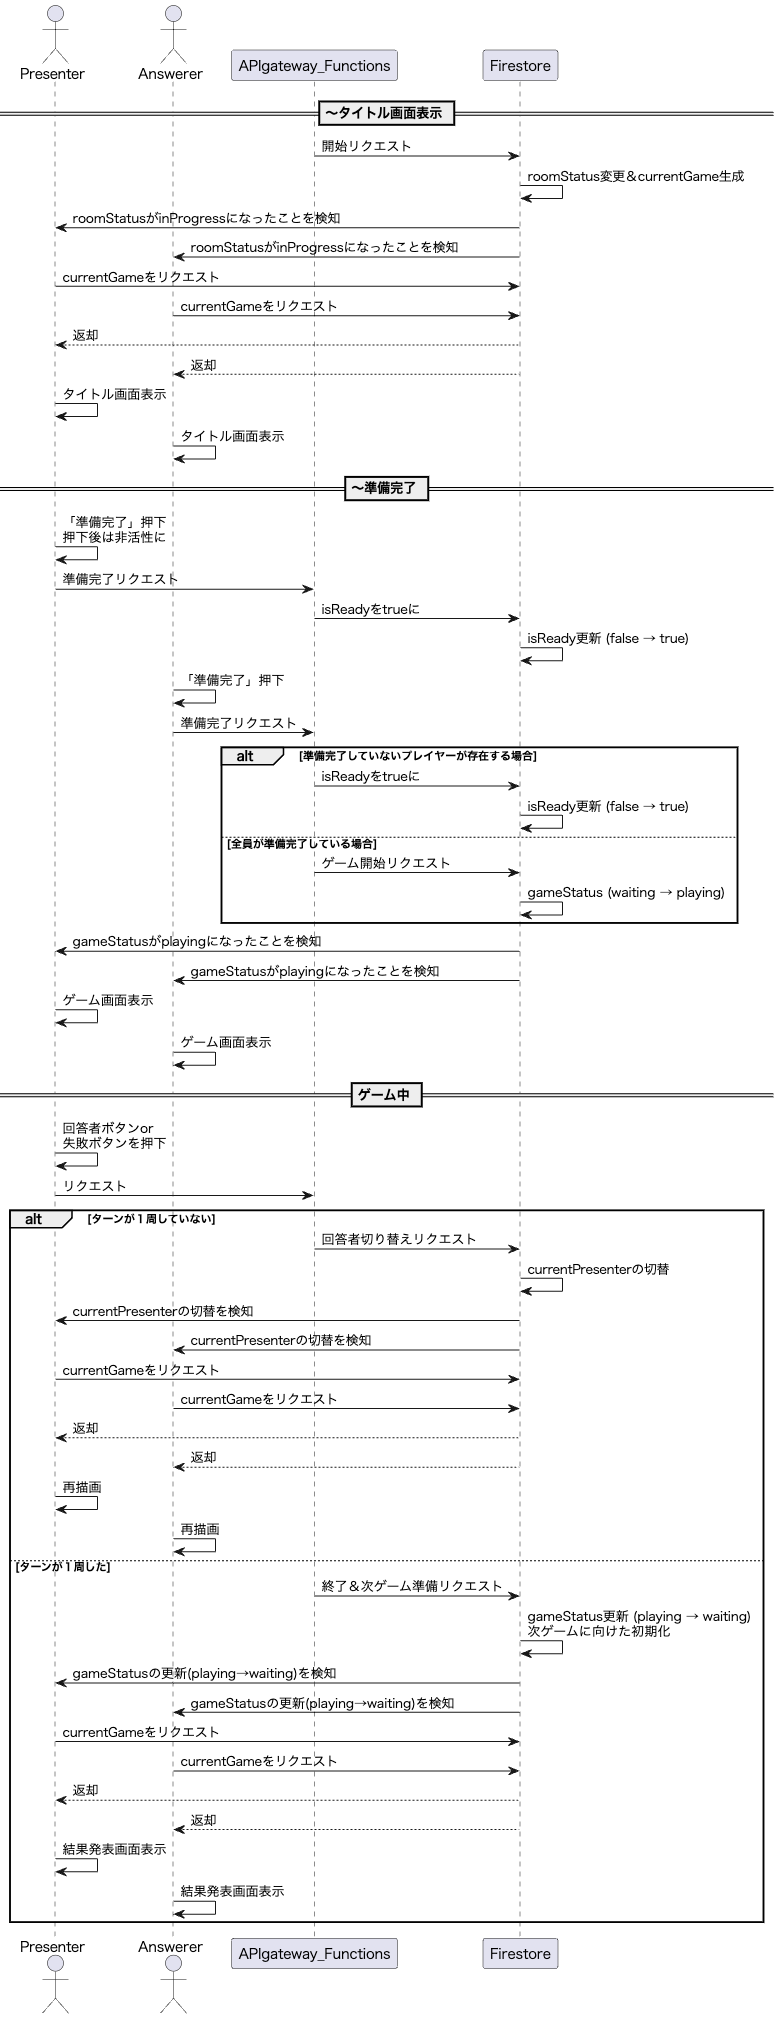 Presenter
Answerer
APIgateway_Functions
Firestore
～タイトル画面表示
開始リクエスト
roomStatus変更＆currentGame生成
roomStatusがinProgressになったことを検知
roomStatusがinProgressになったことを検知
currentGameをリクエスト
currentGameをリクエスト
返却
返却
タイトル画面表示
タイトル画面表示
～準備完了
「準備完了」押下
押下後は非活性に
準備完了リクエスト
isReadyをtrueに
isReady更新 (false → true)
「準備完了」押下
準備完了リクエスト
alt
[準備完了していないプレイヤーが存在する場合]
isReadyをtrueに
isReady更新 (false → true)
[全員が準備完了している場合]
ゲーム開始リクエスト
gameStatus (waiting → playing)
gameStatusがplayingになったことを検知
gameStatusがplayingになったことを検知
ゲーム画面表示
ゲーム画面表示
ゲーム中
回答者ボタンor
失敗ボタンを押下
リクエスト
alt
[ターンが１周していない]
回答者切り替えリクエスト
currentPresenterの切替
currentPresenterの切替を検知
currentPresenterの切替を検知
currentGameをリクエスト
currentGameをリクエスト
返却
返却
再描画
再描画
[ターンが１周した]
終了＆次ゲーム準備リクエスト
gameStatus更新 (playing → waiting)
次ゲームに向けた初期化
gameStatusの更新(playing→waiting)を検知
gameStatusの更新(playing→waiting)を検知
currentGameをリクエスト
currentGameをリクエスト
返却
返却
結果発表画面表示
結果発表画面表示
Presenter
Answerer
APIgateway_Functions
Firestore